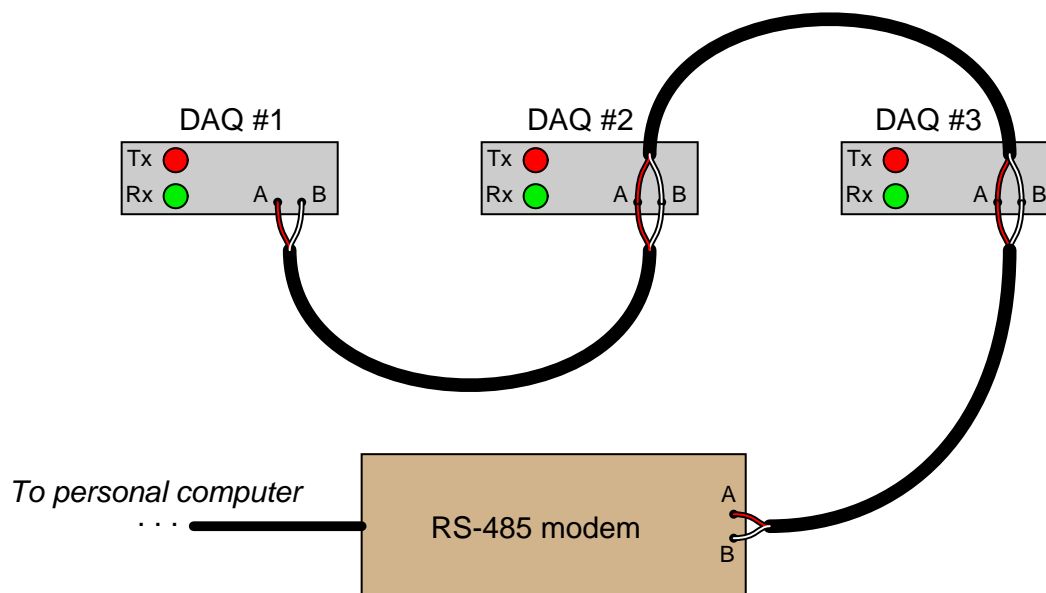 DAQ #1
DAQ #2
DAQ #3
Tx
Rx
A
B
Tx
Rx
A
B
Tx
Rx
A
B
To personal computer
. . .
RS-485 modem
A
B